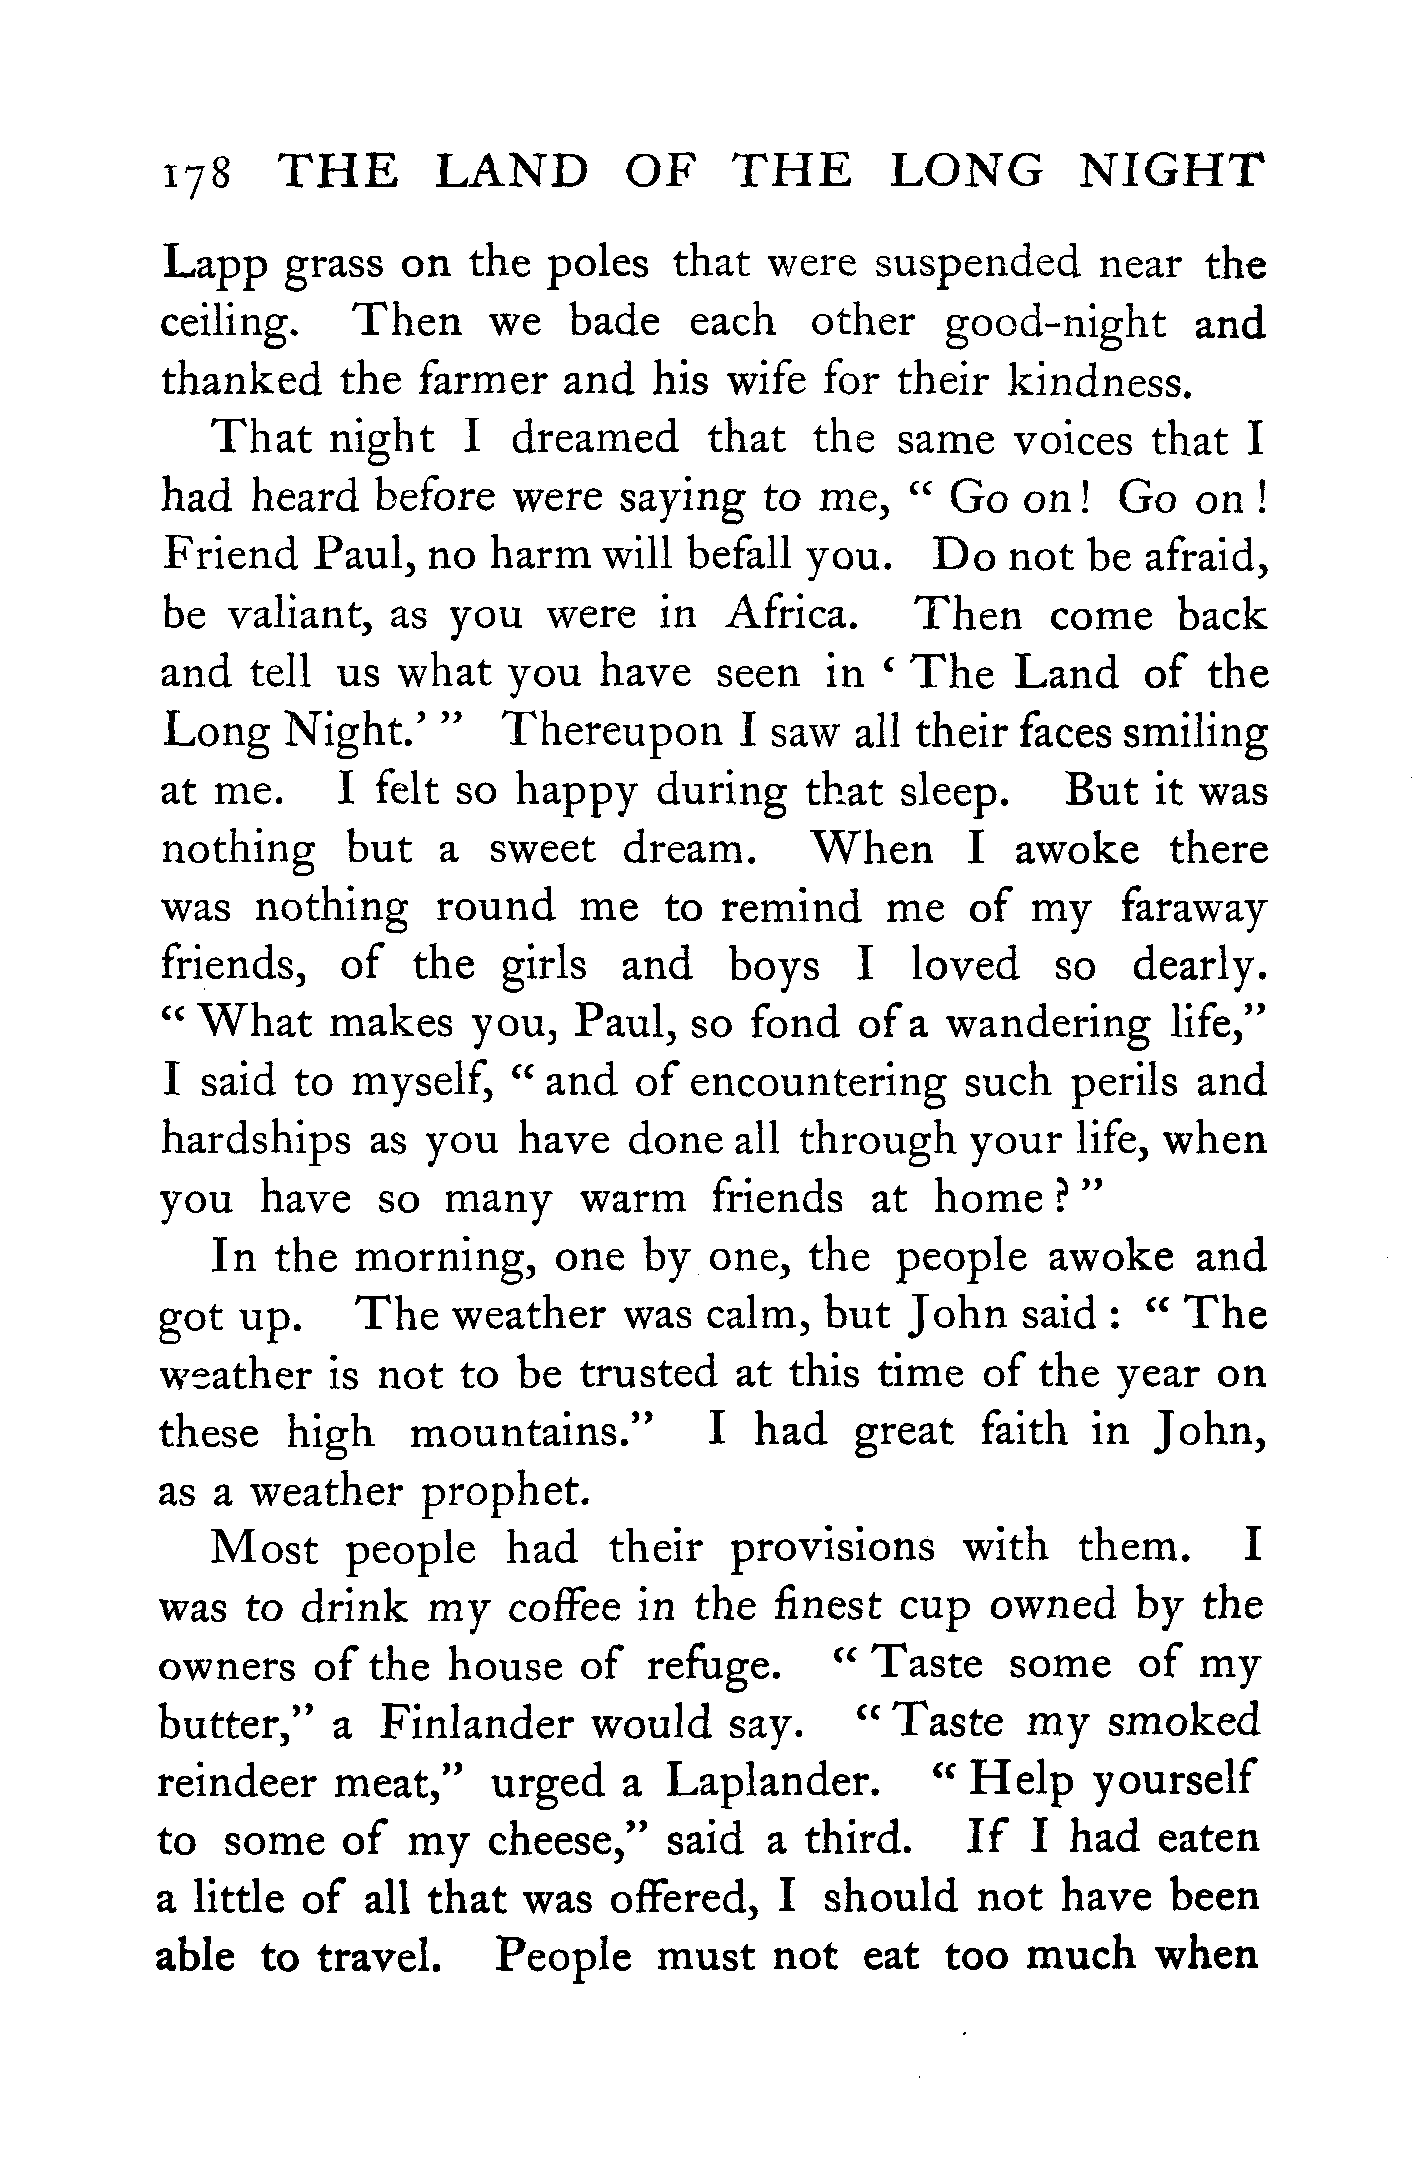 178 THE LAND OF THE LONG NIGHT
Lapp grass on the poles that were suspended near the
ceiling. Then we bade each other good-night and
thanked the farmer and his wife for their kindness.
That night I dreamed that the same voices that I
had heard before were saying to me, “ Go on! Go on !
Friend Paul, no harm will befall you. Do not be afraid,
be valiant, as you were in Africa. Then come back
and tell us what you have seen in ‘ The Land of the
Long Night.’ ” Thereupon I saw all their faces smiling
at me. I felt so happy during that sleep. But it was
nothing but a sweet dream. When I awoke there
was nothing round me to remind me of my faraway
friends, of the girls and boys I loved so dearly.
“ What makes you, Paul, so fond of a wandering life,”
I said to myself, “ and of encountering such perils and
hardships as you have done all through your life, when
you have so many warm friends at home ? ”
In the morning, one by one, the people awoke and
got up. The weather was calm, but John said : “ The
weather is not to be trusted at this time of the year on
these high mountains.” I had great faith in John,
as a weather prophet.
Most people had their provisions with them. I
was to drink my coffee in the finest cup owned by the
owners of the house of refuge. “ Taste some of my
butter,” a Finlander would say. “ Taste my smoked
reindeer meat,” urged a Laplander. “ Help yourself
to some of my cheese,” said a third. If I had eaten
a little of all that was offered, I should not have been
able to travel. People must not eat too much when